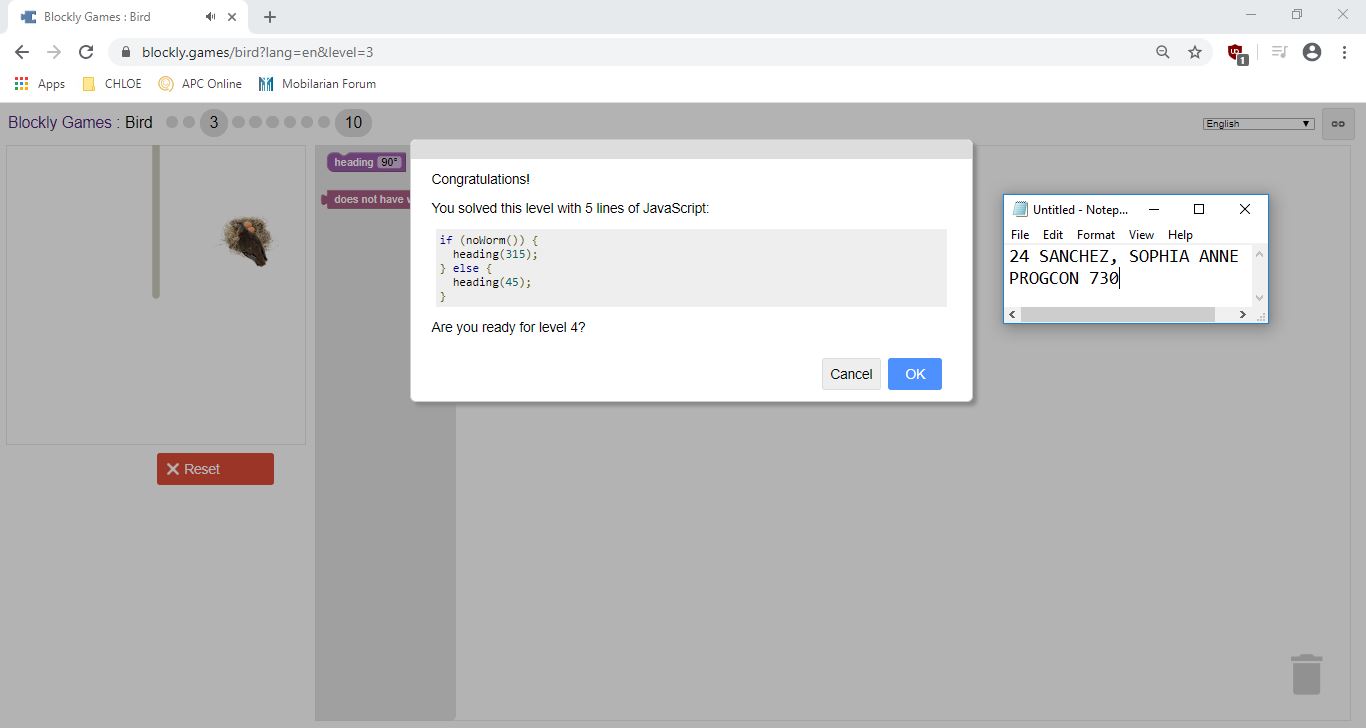 Blockly Games : Bird
blockly.games/bird?lang=en&level=3
1
Apps
CHLOE
APC Online
Mobilarian Forum
Blockly Games : Bird
3
10
English
heading 90°
does not have
Congratulations!
You solved this level with 5 lines of JavaScript:
if (noWorm()) {
  heading(315);
} else {
  heading(45);
}
Are you ready for level 4?
Cancel
OK
Reset
Untitled - Notep...
File Edit Format View Help
24 SANCHEZ, SOPHIA ANNE
PROGCON 730